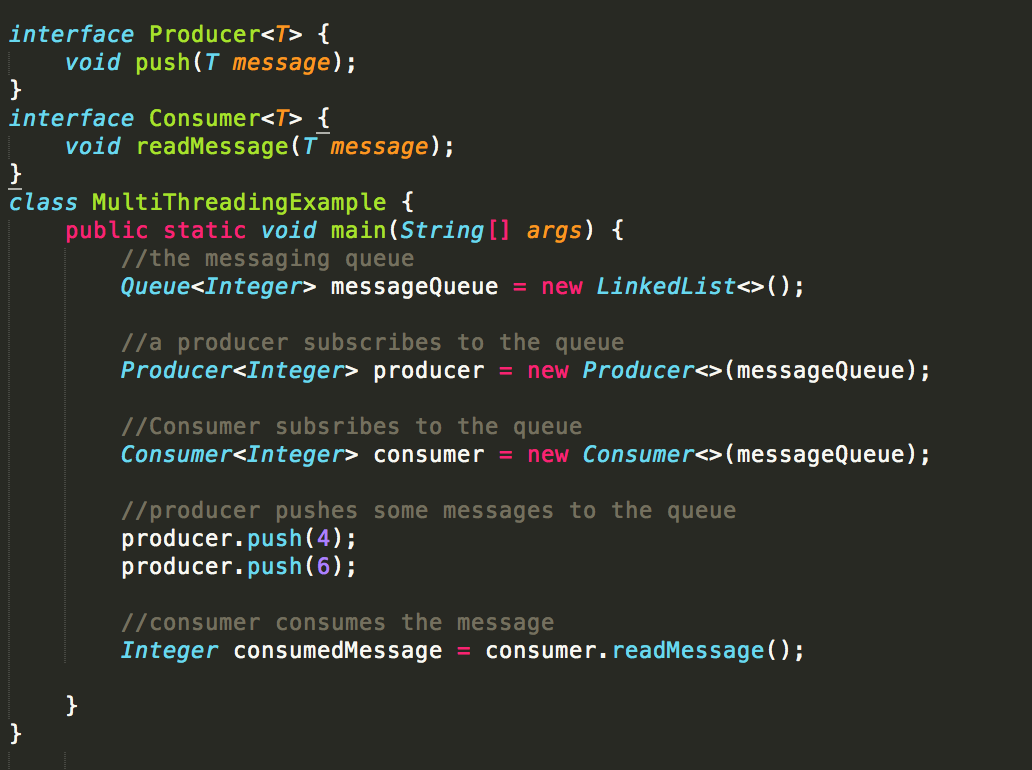 interface Producer<T> {
    void push(T message);
}
interface Consumer<T> {
    void readMessage(T message);
}
class MultiThreadingExample {
    public static void main(String[] args) {
        //the messaging queue
        Queue<Integer> messageQueue = new LinkedList<>();
        //a producer subscribes to the queue
        Producer<Integer> producer = new Producer<>(messageQueue);
        //Consumer subsribes to the queue
        Consumer<Integer> consumer = new Consumer<>(messageQueue);
        //producer pushes some messages to the queue
        producer.push(4);
        producer.push(6);
        //consumer consumes the message
        Integer consumedMessage = consumer.readMessage();
    }
}